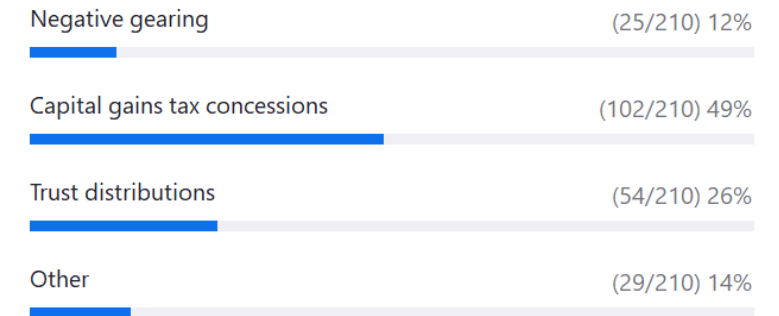 Negative gearing (25/210) 12%
Capital gains tax concessions (102/210) 49%
Trust distributions (54/210) 26%
Other (29/210) 14%